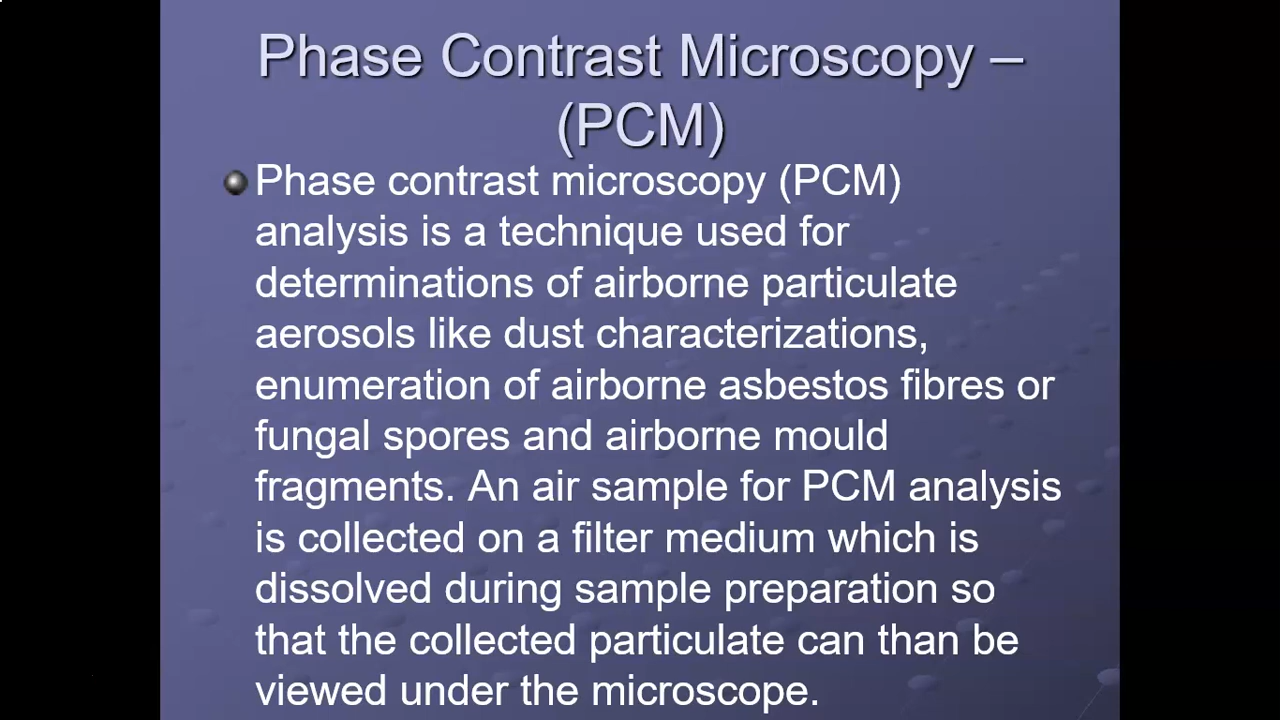 Phase Contrast Microscopy –
(PCM)
Phase contrast microscopy (PCM)
analysis is a technique used for
determinations of airborne particulate
aerosols like dust characterizations,
enumeration of airborne asbestos fibres or
fungal spores and airborne mould
fragments. An air sample for PCM analysis
is collected on a filter medium which is
dissolved during sample preparation so
that the collected particulate can than be
viewed under the microscope.